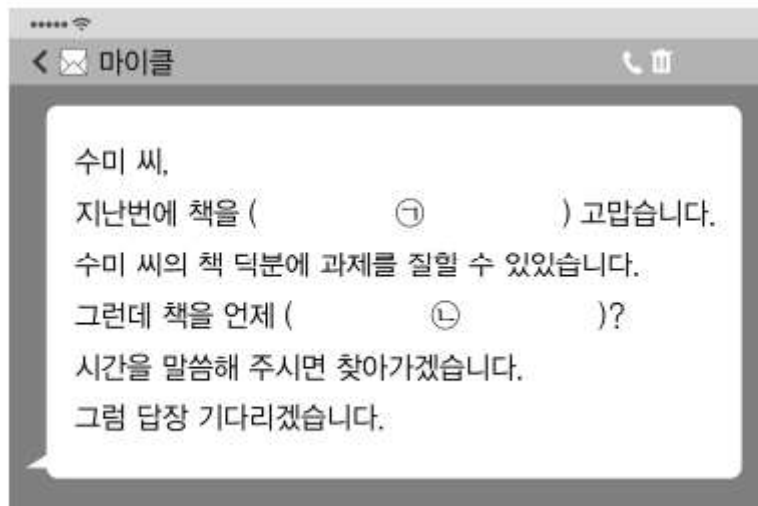 마이클
수미 씨,
지난번에 책을 ( ㉠ ) 고맙습니다.
수미 씨의 책 덕분에 과제를 잘할 수 있었습니다.
그런데 책을 언제 ( ㉡ )?
시간을 말씀해 주시면 찾아가겠습니다.
그럼 답장 기다리겠습니다.